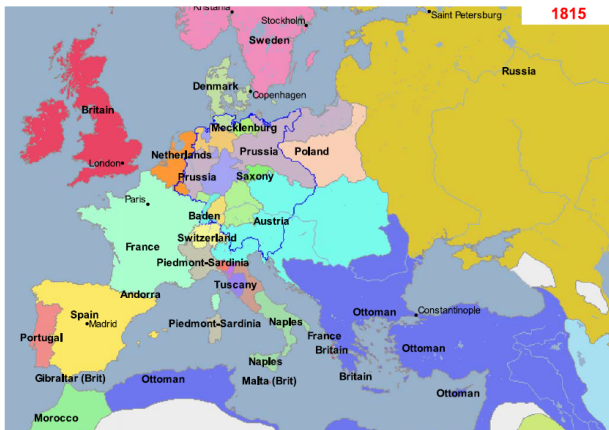 1815
Kristania
Stockholm
Saint Petersburg
Sweden
Russia
Denmark
Copenhagen
Britain
Mecklenburg
Netherlands
Prussia
Poland
London
Prussia
Saxony
Paris
Baden
Austria
Switzerland
France
Piedmont-Sardinia
Tuscany
Andorra
Spain
Madrid
Piedmont-Sardinia
Naples
France
Ottoman
Constantinople
Portugal
Britain
Ottoman
Naples
Gibraltar (Brit)
Ottoman
Malta (Brit)
Britain
Ottoman
Morocco